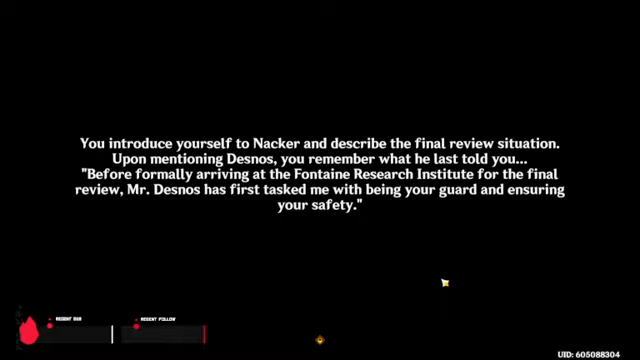 You introduce yourself to Nacker and describe the final review situation.
Upon mentioning Desnos, you remember what he last told you...
"Before formally arriving at the Fontaine Research Institute for the final
review, Mr. Desnos has first tasked me with being your guard and ensuring
your safety."
RECENT FOLLOW
UID: 605088304